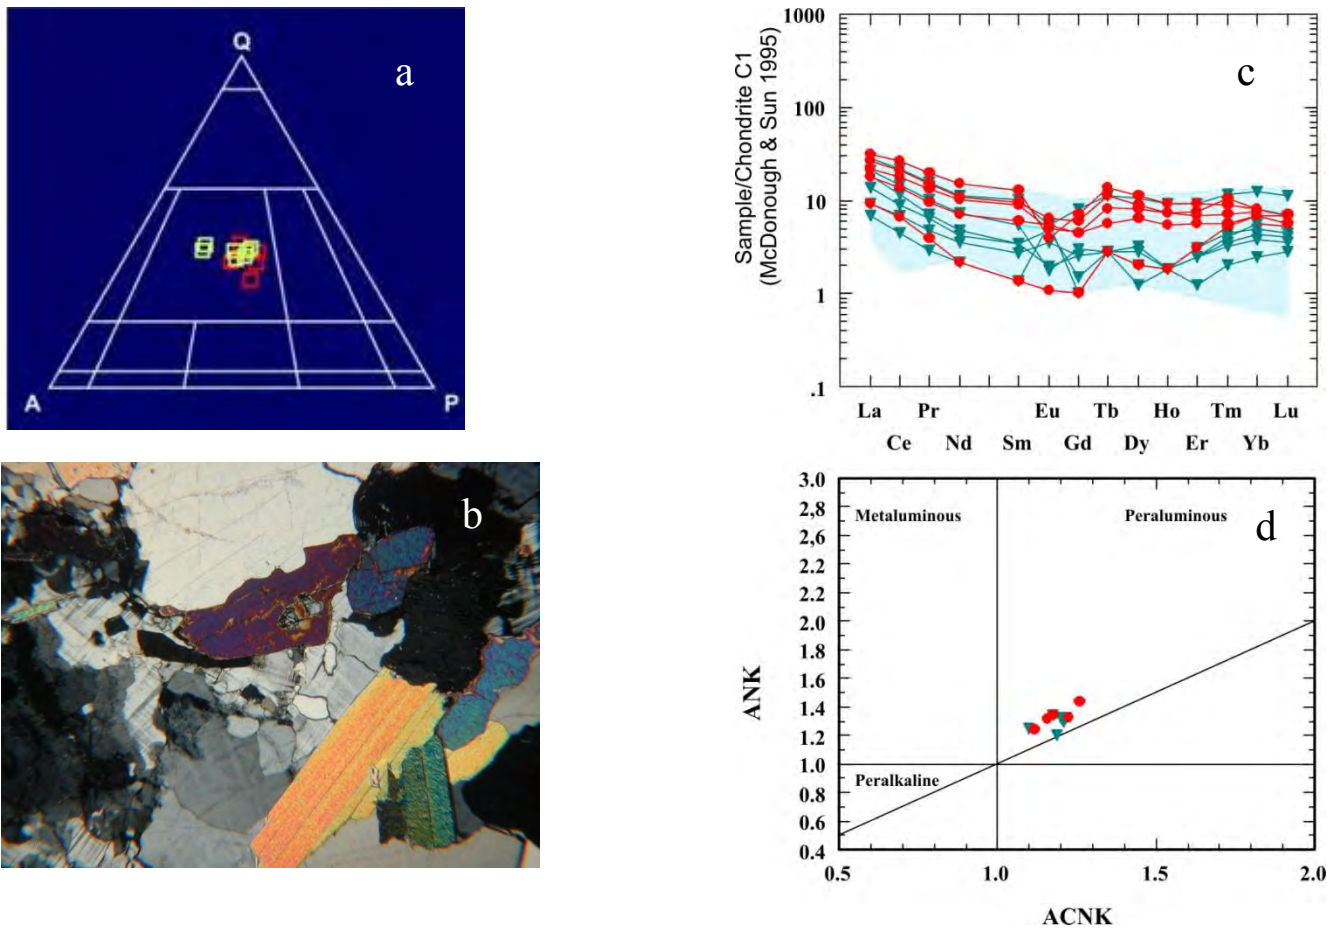 Q
a
A
P
b
Sample/Chondrite C1
(McDonough & Sun 1995)
c
1000
100
10
1
.1
La
Pr
Eu
Tb
Ho
Tm
Lu
Ce
Nd
Sm
Gd
Dy
Er
Yb
ANK
3.0
2.8
2.6
2.4
2.2
2.0
1.8
1.6
1.4
1.2
1.0
0.8
0.6
0.4
Metaluminous
Peraluminous
d
Peralkaline
0.5
1.0
1.5
2.0
ACNK